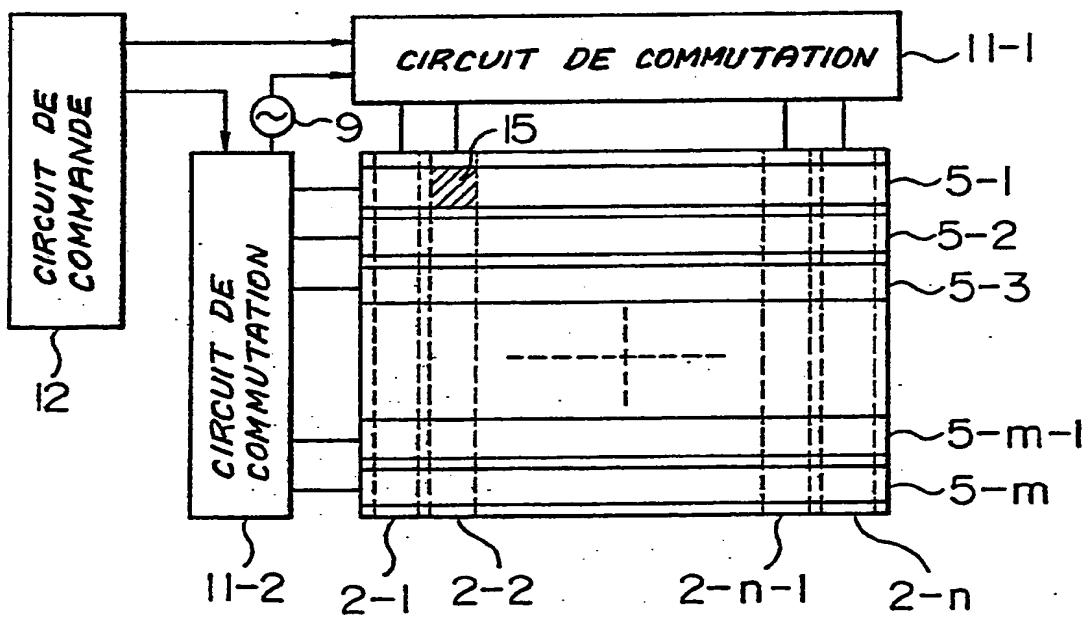 CIRCUIT DE
COMMANDE
12
CIRCUIT DE COMMUTATION
11-1
9
15
CIRCUIT DE
COMMUTATION
11-2
5-1
5-2
5-3
5-m-1
5-m
2-1
2-2
2-n-1
2-n